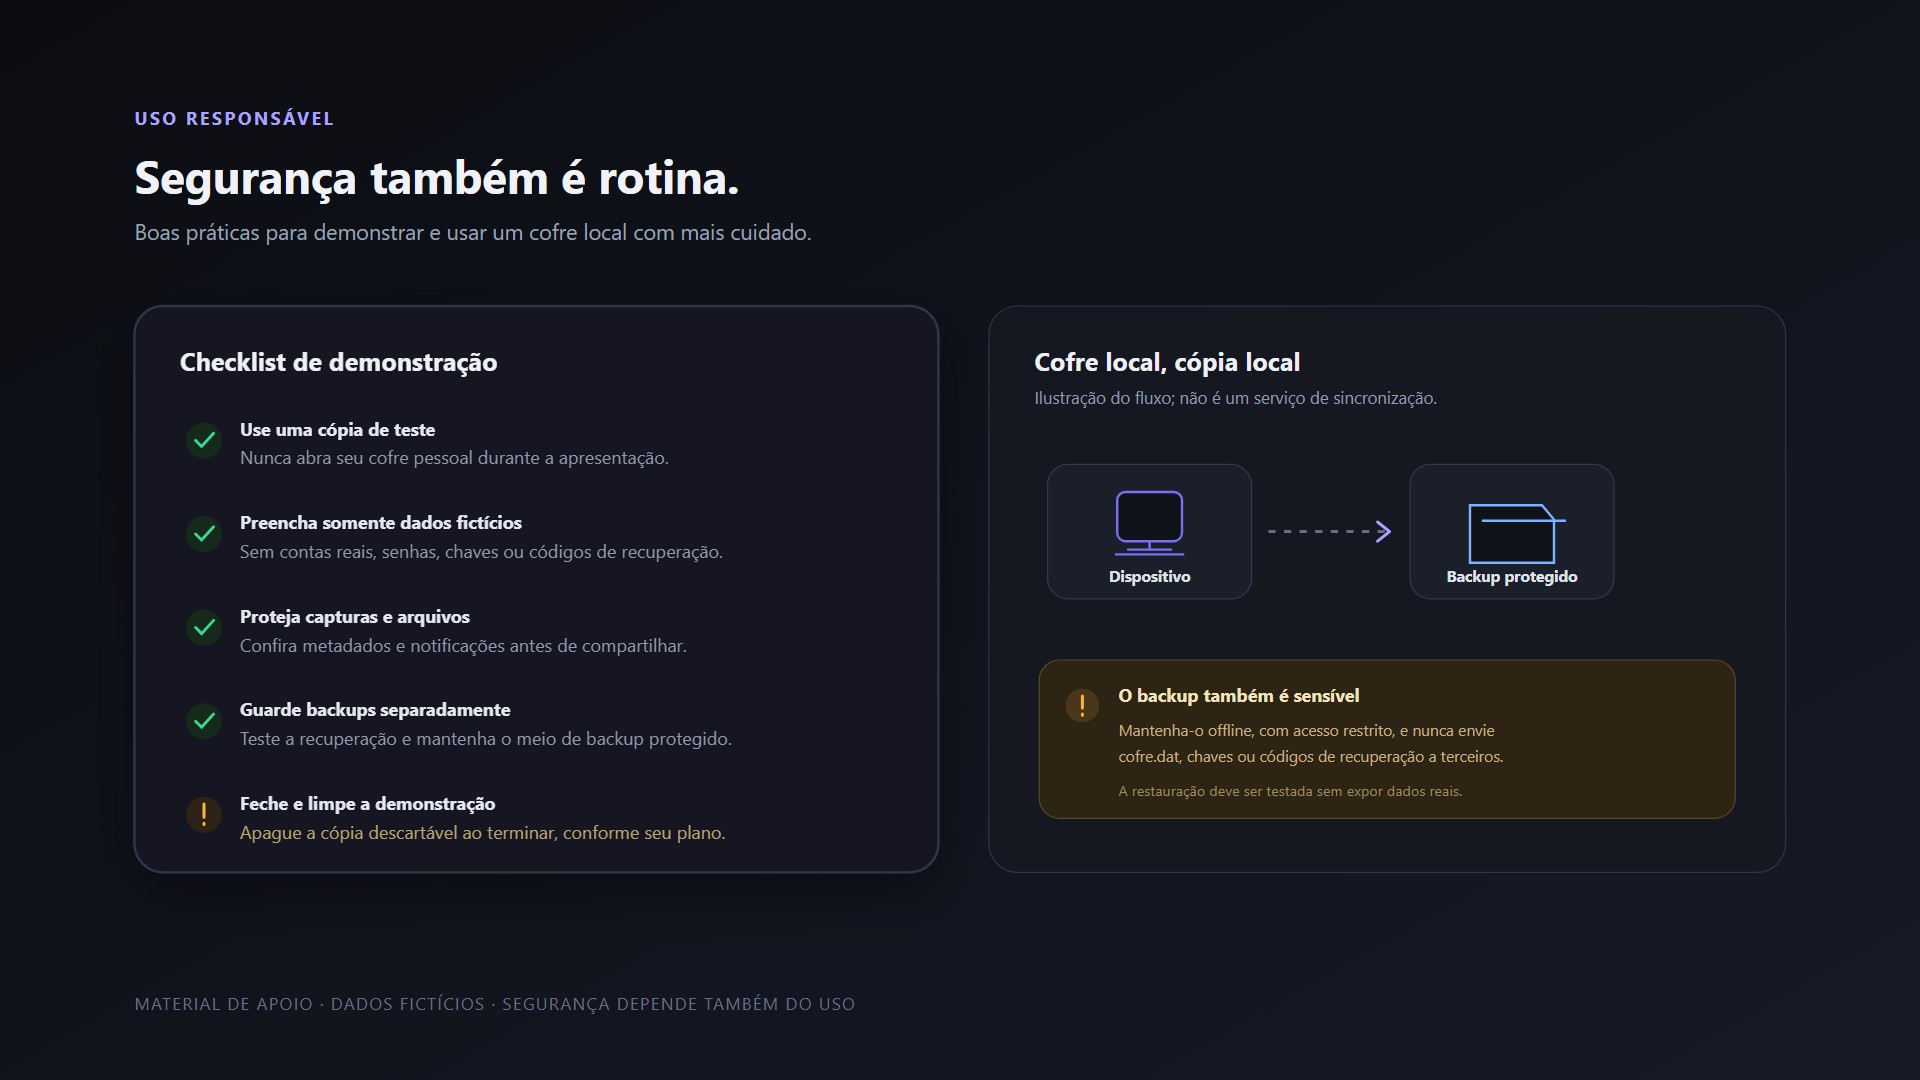 USO RESPONSÁVEL
Segurança também é rotina.
Boas práticas para demonstrar e usar um cofre local com mais cuidado.
Checklist de demonstração
Use uma cópia de teste
Nunca abra seu cofre pessoal durante a apresentação.
Preencha somente dados fictícios
Sem contas reais, senhas, chaves ou códigos de recuperação.
Proteja capturas e arquivos
Confira metadados e notificações antes de compartilhar.
Guarde backups separadamente
Teste a recuperação e mantenha o meio de backup protegido.
Feche e limpe a demonstração
Apague a cópia descartável ao terminar, conforme seu plano.
Cofre local, cópia local
Ilustração do fluxo; não é um serviço de sincronização.
Dispositivo
Backup protegido
O backup também é sensível
Mantenha-o offline, com acesso restrito, e nunca envie
cofre.dat, chaves ou códigos de recuperação a terceiros.
A restauração deve ser testada sem expor dados reais.
MATERIAL DE APOIO · DADOS FICTÍCIOS · SEGURANÇA DEPENDE TAMBÉM DO USO